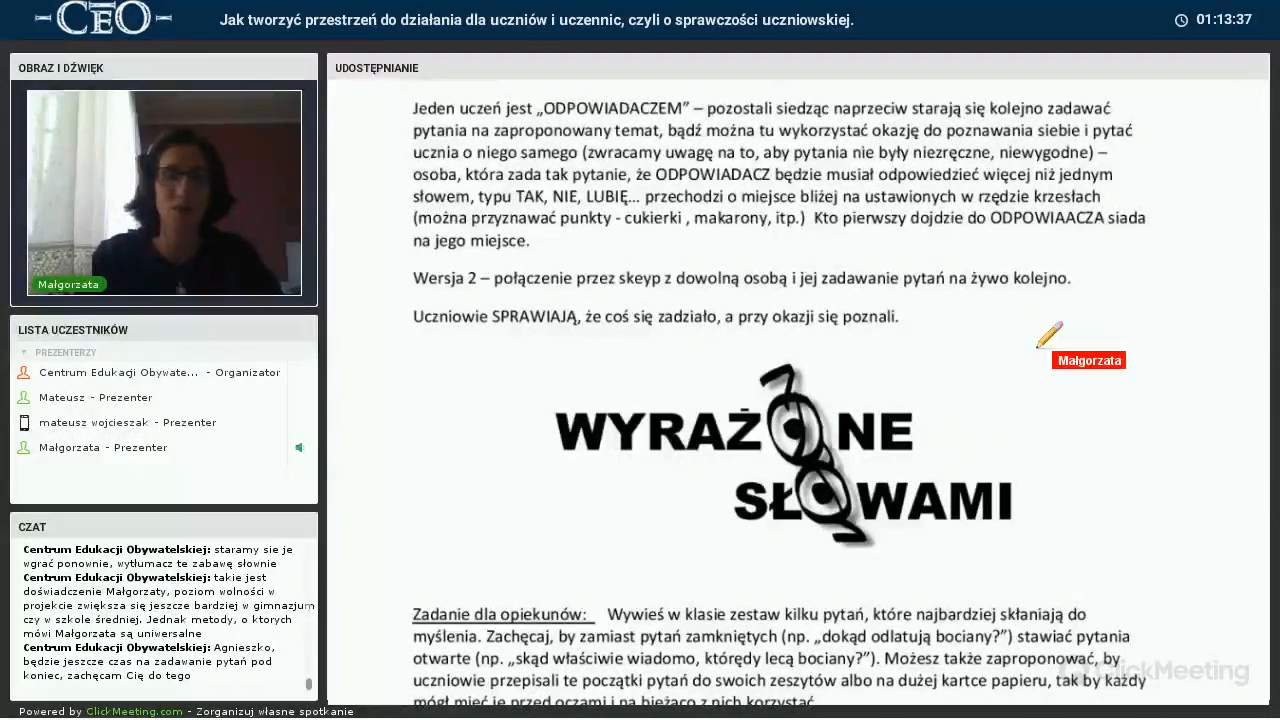 CEO
Jak tworzyć przestrzeń do działania dla uczniów i uczennic, czyli o sprawczości uczniowskiej.
01:13:37
OBRAZ I DŹWIĘK
Małgorzata
LISTA UCZESTNIKÓW
PREZENTERZY
Centrum Edukacji Obywate... - Organizator
Mateusz - Prezenter
mateusz wojcieszak - Prezenter
Małgorzata - Prezenter
CZAT
Centrum Edukacji Obywatelskiej: staramy sie je
wgrać ponownie, wytłumacz te zabawę słownie
Centrum Edukacji Obywatelskiej: takie jest
doświadczenie Małgorzaty, poziom wolności w
projekcie zwiększa się jeszcze bardziej w gimnazjum
czy w szkole średniej. Jednak metody, o ktorych
mówi Małgorzata są uniwersalne
Centrum Edukacji Obywatelskiej: Agnieszko,
będzie jeszcze czas na zadawanie pytań pod
koniec, zachęcam Cię do tego
UDOSTĘPNIANIE
Jeden uczeń jest „ODPOWIADACZEM” – pozostali siedząc naprzeciw starają się kolejno zadawać
pytania na zaproponowany temat, bądź można tu wykorzystać okazję do poznawania siebie i pytać
ucznia o niego samego (zwracamy uwagę na to, aby pytania nie były niezręczne, niewygodne) –
osoba, która zada tak pytanie, że ODPOWIADACZ będzie musiał odpowiedzieć więcej niż jednym
słowem, typu TAK, NIE, LUBIĘ... przechodzi o miejsce bliżej na ustawionych w rzędzie krzesłach
(można przyznawać punkty - cukierki , makarony, itp.) Kto pierwszy dojdzie do ODPOWIAACZA siada
na jego miejsce.
Wersja 2 – połączenie przez skeyp z dowolną osobą i jej zadawanie pytań na żywo kolejno.
Uczniowie SPRAWIAJĄ, że coś się zadziało, a przy okazji się poznali.
Małgorzata
WYRAŻONE
SŁOWAMI
Zadanie dla opiekunów: Wywieś w klasie zestaw kilku pytań, które najbardziej skłaniają do
myślenia. Zachęcaj, by zamiast pytań zamkniętych (np. „dokąd odlatują bociany?”) stawiać pytania
otwarte (np. „skąd właściwie wiadomo, którędy lecą bociany?”). Możesz także zaproponować, by
uczniowie przepisali te początki pytań do swoich zeszytów albo na dużej kartce papieru, tak by każdy
mógł mieć je przed oczami i na bieżąco z nich korzystać.
ClickMeeting
Powered by ClickMeeting.com - Zorganizuj własne spotkanie